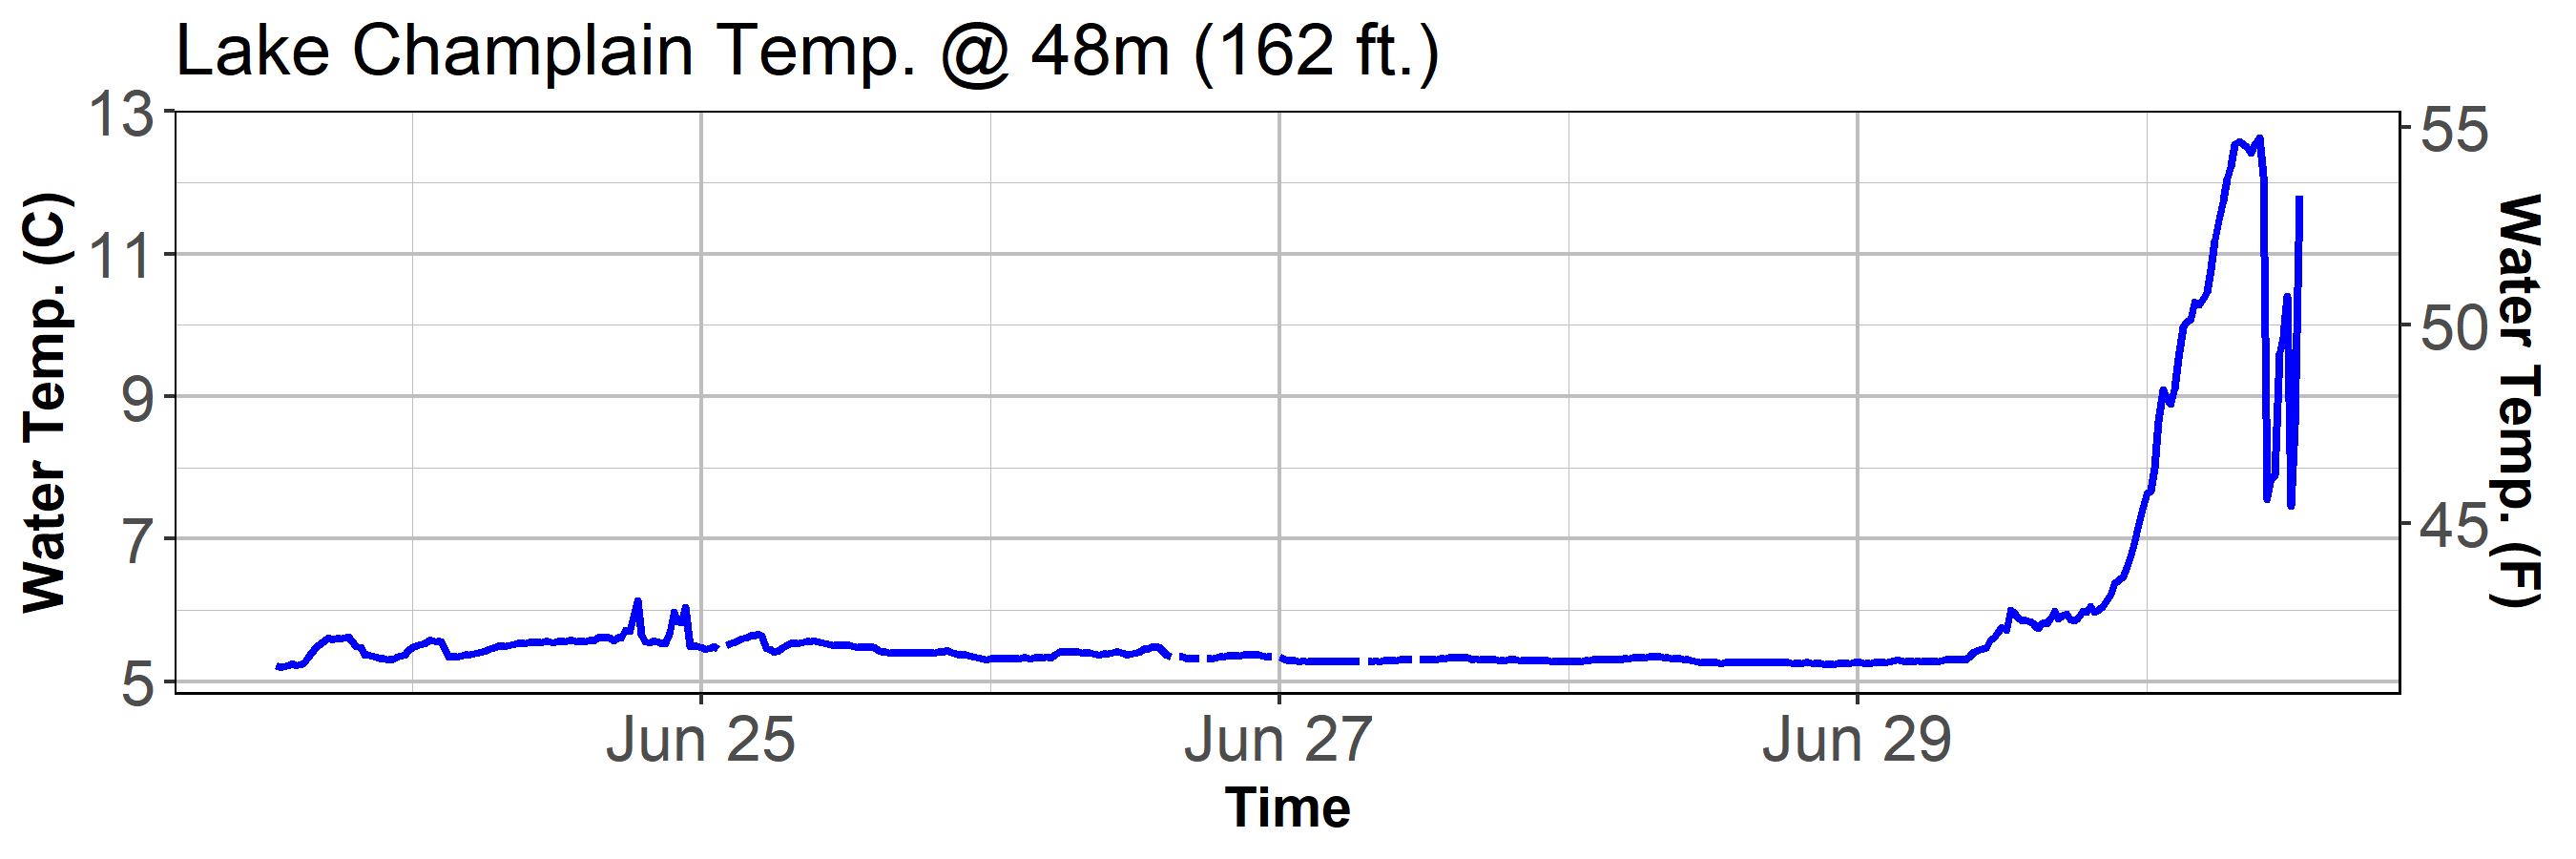 Lake Champlain Temp. @ 48m (162 ft.)
Water Temp. (C)
13
11
9
7
5
55
50
45
Water Temp. (F)
Jun 25 Jun 27 Jun 29
Time